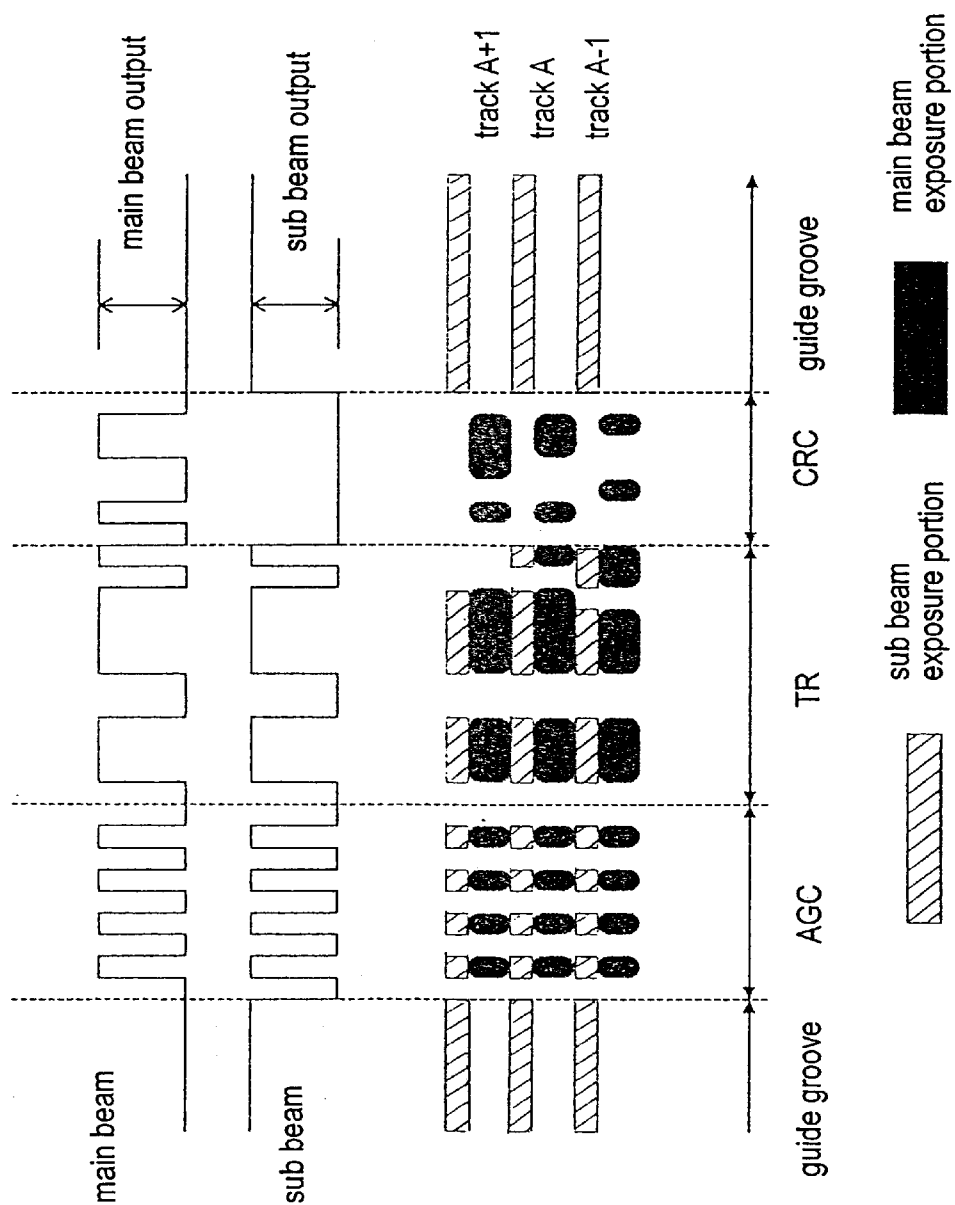 main beam
main beam output
sub beam
sub beam output
track A+1
track A
track A-1
guide groove
AGC
TR
CRC
guide groove
sub beam
exposure portion
main beam
exposure portion